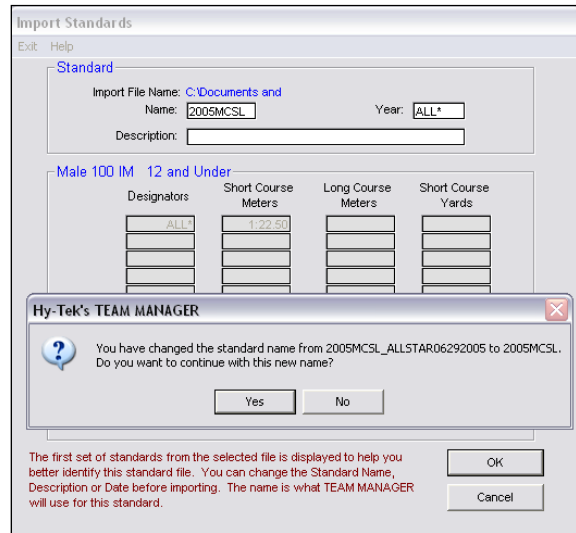 Import Standards
Exit Help
Standard
Import File Name: C:\Documents and
Name: 2005MCSL Year: ALL*
Description:
Male 100 IM 12 and Under
Designators Short Course Meters Long Course Meters Short Course Yards
ALL* 1:22.50
Hy-Tek's TEAM MANAGER
You have changed the standard name from 2005MCSL_ALLSTAR06292005 to 2005MCSL.
Do you want to continue with this new name?
Yes No
The first set of standards from the selected file is displayed to help you
better identify this standard file. You can change the Standard Name,
Description or Date before importing. The name is what TEAM MANAGER
will use for this standard.
OK
Cancel